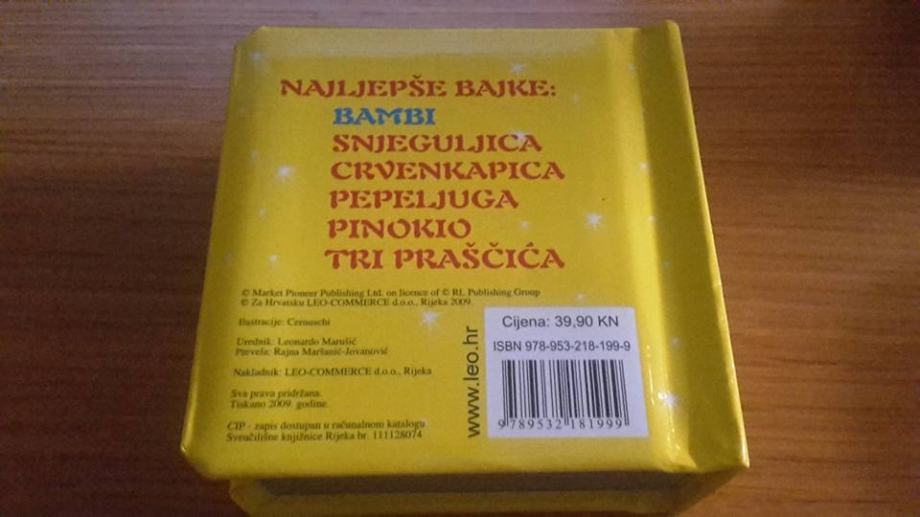 NAJLJEPŠE BAJKE:
BAMBI
SNJEGULJICA
CRVENKAPICA
PEPELJUGA
PINOKIO
TRI PRAŠČIĆA
© Market Pioneer Publishing Ltd. on licence of © RL Publishing Group
© Za Hrvatsku LEO-COMMERCE d.o.o., Rijeka 2009.
Ilustracije: Cernuschi
Urednik: Leonardo Marušić
Prevela: Rajna Maršanić-Jovanović
Nakladnik: LEO-COMMERCE d.o.o., Rijeka
Sva prava pridržana.
Tiskano 2009. godine.
CIP - zapis dostupan u računalnom katalogu
Sveučilišne knjižnice Rijeka br. 111128074
www.leo.hr
Cijena: 39,90 KN
ISBN 978-953-218-199-9
9 789532 181999